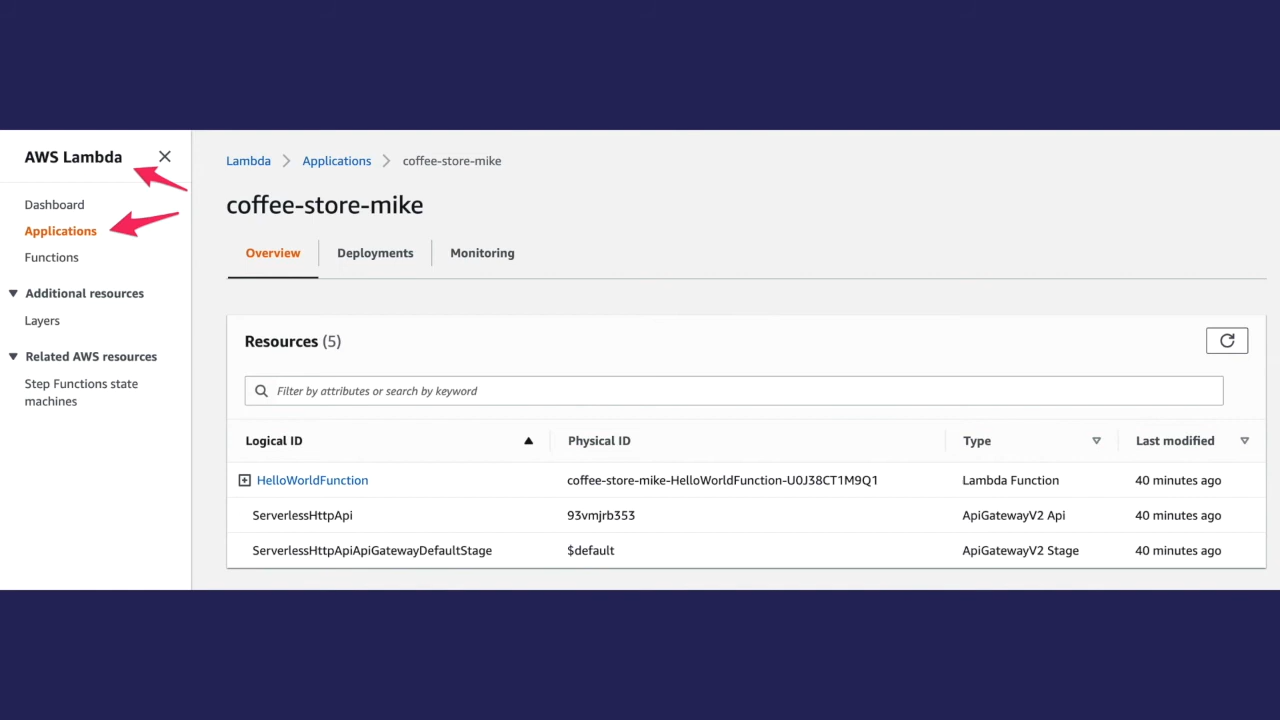 AWS Lambda
Dashboard
Applications
Functions
Additional resources
Layers
Related AWS resources
Step Functions state
machines
Lambda > Applications > coffee-store-mike
coffee-store-mike
Overview Deployments Monitoring
Resources (5)
Filter by attributes or search by keyword
Logical ID Physical ID Type Last modified
HelloWorldFunction coffee-store-mike-HelloWorldFunction-U0J38CT1M9Q1 Lambda Function 40 minutes ago
ServerlessHttpApi 93vmjrb353 ApiGatewayV2 Api 40 minutes ago
ServerlessHttpApiApiGatewayDefaultStage $default ApiGatewayV2 Stage 40 minutes ago